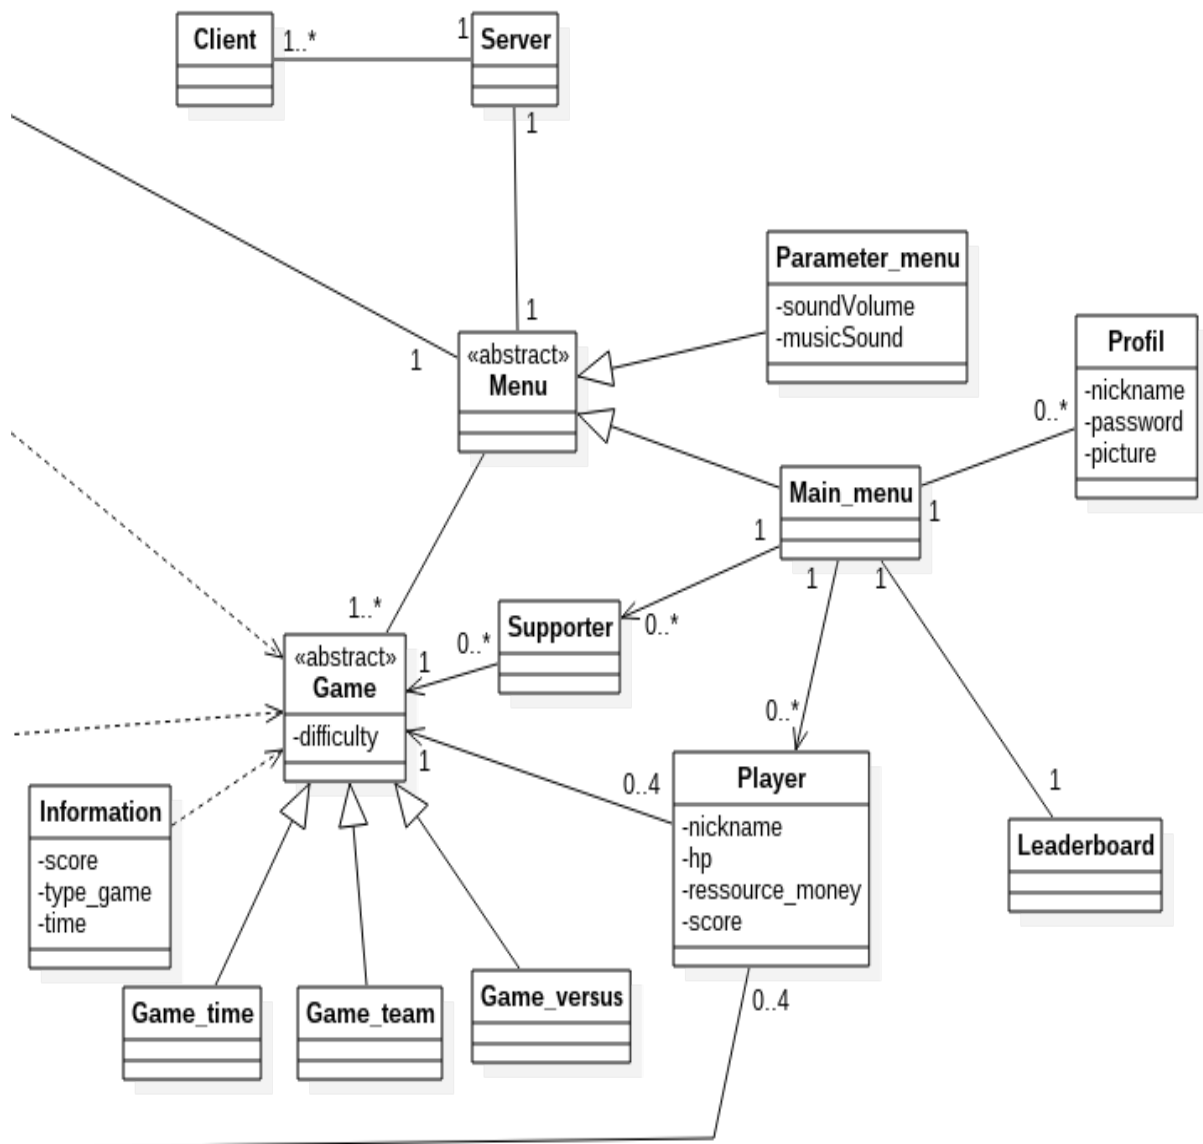 Client
1..*
1
Server
1
1
1
«abstract»
Menu
Parameter_menu
-soundVolume
-musicSound
Profil
-nickname
-password
-picture
0..*
1
Main_menu
1
1
1
0..*
Supporter
0..*
1
1..*
«abstract»
Game
-difficulty
1
0..*
0..4
Player
-nickname
-hp
-ressource_money
-score
0..4
1
Leaderboard
Information
-score
-type_game
-time
Game_time
Game_team
Game_versus